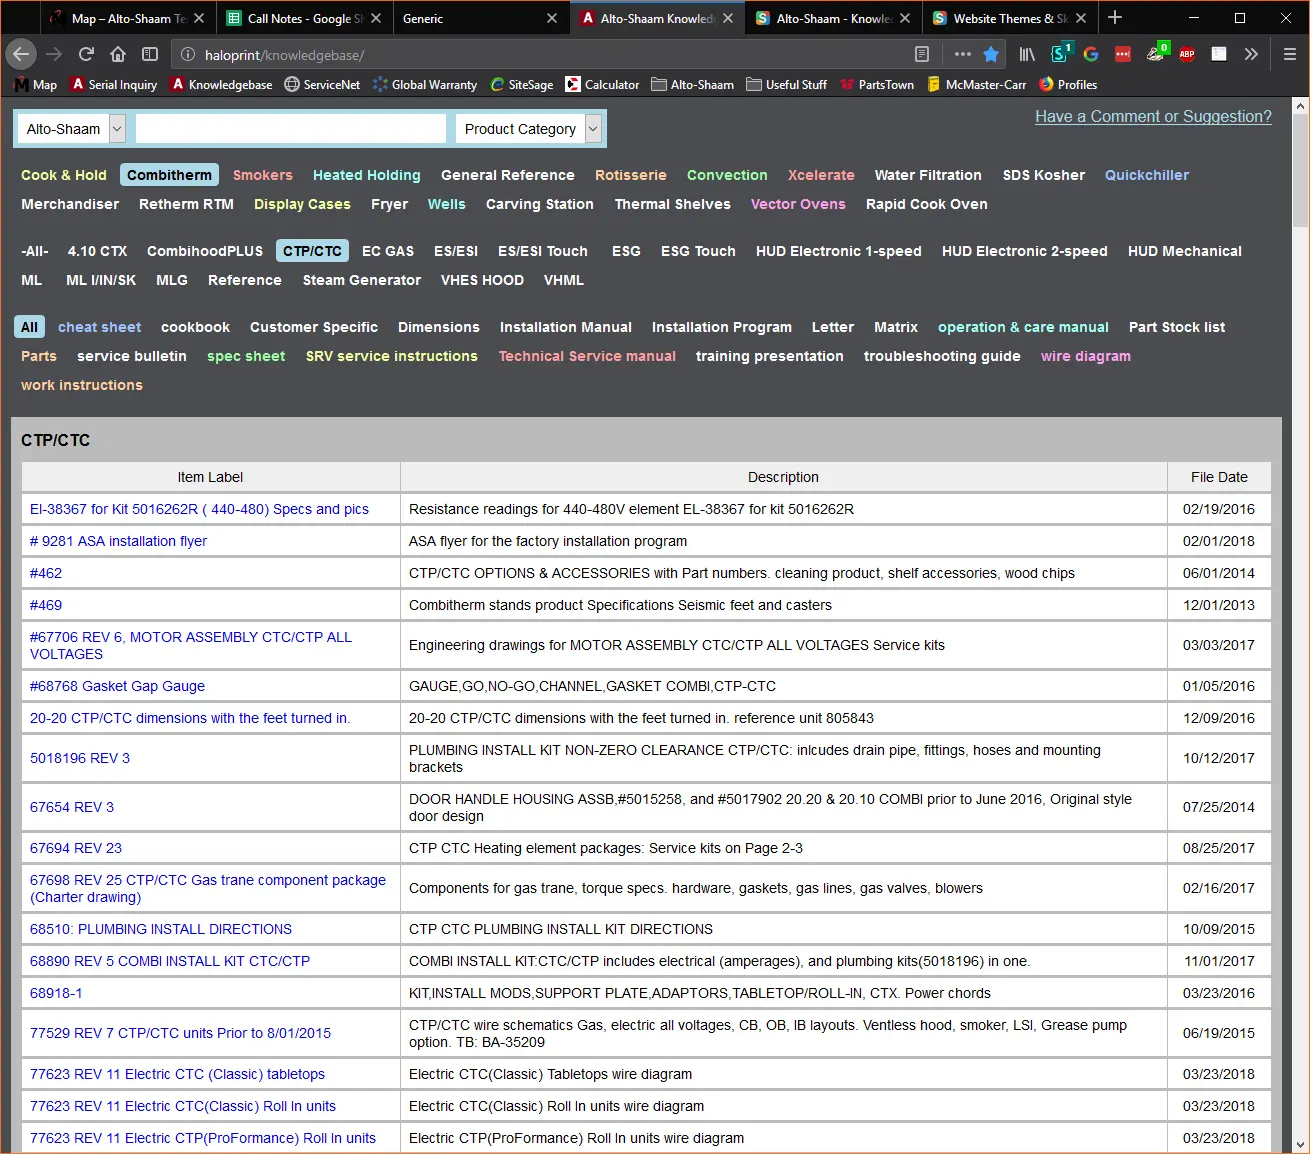 Map – Alto-Shaam Te
Call Notes - Google Sh
Generic
Alto-Shaam Knowled
Alto-Shaam - Knowle
Website Themes & Sk
haloprint/knowledgebase/
1
0
ABP
Map
Serial Inquiry
Knowledgebase
ServiceNet
Global Warranty
SiteSage
Calculator
Alto-Shaam
Useful Stuff
PartsTown
McMaster-Carr
Profiles
Alto-Shaam
Product Category
Have a Comment or Suggestion?
Cook & Hold Combitherm Smokers Heated Holding General Reference Rotisserie Convection Xcelerate Water Filtration SDS Kosher Quickchiller
Merchandiser Retherm RTM Display Cases Fryer Wells Carving Station Thermal Shelves Vector Ovens Rapid Cook Oven
-All- 4.10 CTX CombihoodPLUS CTP/CTC EC GAS ES/ESI ES/ESI Touch ESG ESG Touch HUD Electronic 1-speed HUD Electronic 2-speed HUD Mechanical
ML ML I/IN/SK MLG Reference Steam Generator VHES HOOD VHML
All cheat sheet cookbook Customer Specific Dimensions Installation Manual Installation Program Letter Matrix operation & care manual Part Stock list
Parts service bulletin spec sheet SRV service instructions Technical Service manual training presentation troubleshooting guide wire diagram
work instructions
CTP/CTC
Item Label Description File Date
El-38367 for Kit 5016262R ( 440-480) Specs and pics Resistance readings for 440-480V element EL-38367 for kit 5016262R 02/19/2016
# 9281 ASA installation flyer ASA flyer for the factory installation program 02/01/2018
#462 CTP/CTC OPTIONS & ACCESSORIES with Part numbers. cleaning product, shelf accessories, wood chips 06/01/2014
#469 Combitherm stands product Specifications Seismic feet and casters 12/01/2013
#67706 REV 6, MOTOR ASSEMBLY CTC/CTP ALL
VOLTAGES
Engineering drawings for MOTOR ASSEMBLY CTC/CTP ALL VOLTAGES Service kits 03/03/2017
#68768 Gasket Gap Gauge GAUGE,GO,NO-GO,CHANNEL,GASKET COMBI,CTP-CTC 01/05/2016
20-20 CTP/CTC dimensions with the feet turned in. 20-20 CTP/CTC dimensions with the feet turned in. reference unit 805843 12/09/2016
5018196 REV 3
PLUMBING INSTALL KIT NON-ZERO CLEARANCE CTP/CTC: inlcudes drain pipe, fittings, hoses and mounting
brackets
10/12/2017
67654 REV 3
DOOR HANDLE HOUSING ASSB,#5015258, and #5017902 20.20 & 20.10 COMBI prior to June 2016, Original style
door design
07/25/2014
67694 REV 23 CTP CTC Heating element packages: Service kits on Page 2-3 08/25/2017
67698 REV 25 CTP/CTC Gas trane component package
(Charter drawing)
Components for gas trane, torque specs. hardware, gaskets, gas lines, gas valves, blowers 02/16/2017
68510: PLUMBING INSTALL DIRECTIONS CTP CTC PLUMBING INSTALL KIT DIRECTIONS 10/09/2015
68890 REV 5 COMBI INSTALL KIT CTC/CTP COMBI INSTALL KIT:CTC/CTP includes electrical (amperages), and plumbing kits(5018196) in one. 11/01/2017
68918-1 KIT,INSTALL MODS,SUPPORT PLATE,ADAPTORS,TABLETOP/ROLL-IN, CTX. Power chords 03/23/2016
77529 REV 7 CTP/CTC units Prior to 8/01/2015
CTP/CTC wire schematics Gas, electric all voltages, CB, OB, IB layouts. Ventless hood, smoker, LSI, Grease pump
option. TB: BA-35209
06/19/2015
77623 REV 11 Electric CTC (Classic) tabletops Electric CTC(Classic) Tabletops wire diagram 03/23/2018
77623 REV 11 Electric CTC(Classic) Roll In units Electric CTC(Classic) Roll In units wire diagram 03/23/2018
77623 REV 11 Electric CTP(ProFormance) Roll In units Electric CTP(ProFormance) Roll In units wire diagram 03/23/2018